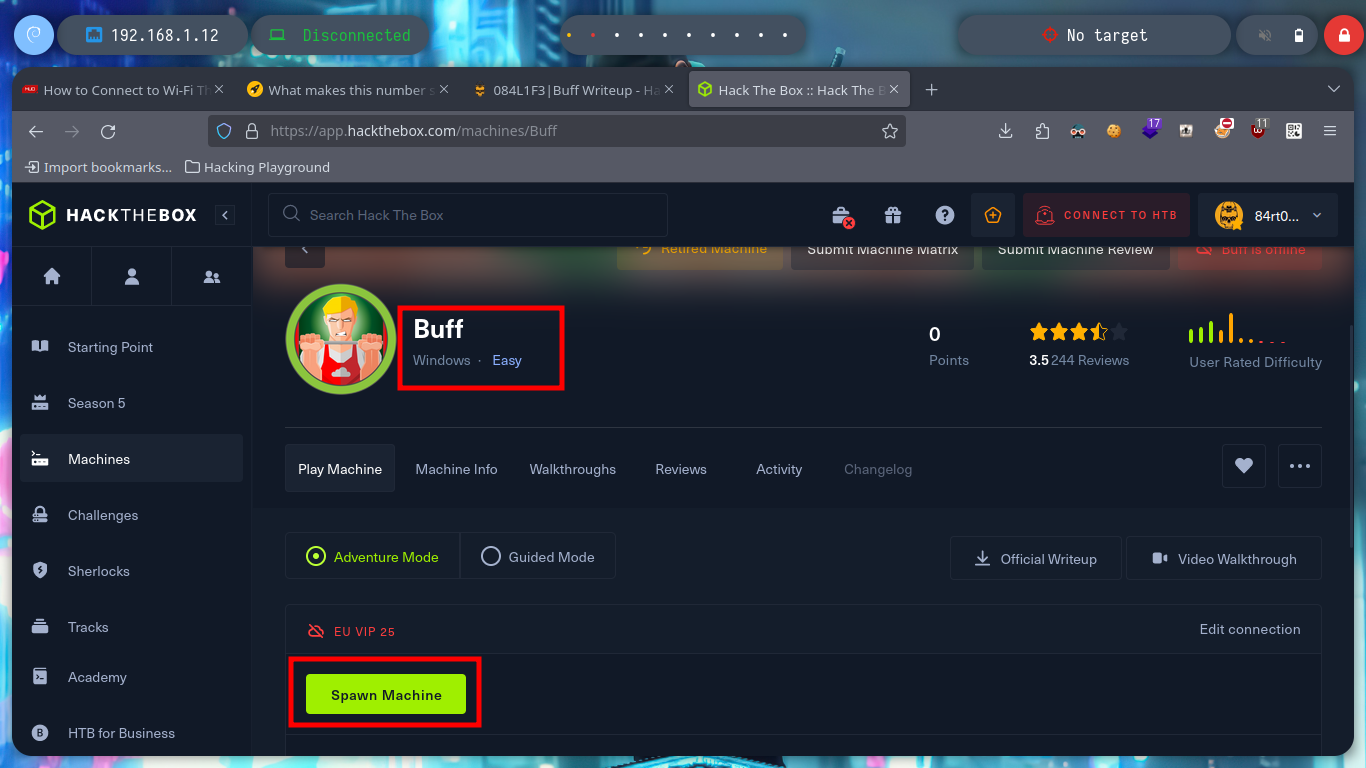 192.168.1.12
Disconnected
No target
How to Connect to Wi-Fi Th
What makes this number s
084L1F3|Buff Writeup - Ha
Hack The Box :: Hack The B
https://app.hackthebox.com/machines/Buff
17
11
Import bookmarks...
Hacking Playground
HACKTHEBOX
Search Hack The Box
CONNECT TO HTB
84rt0...
Retired Machine
Submit Machine Matrix
Submit Machine Review
Buff is offline
Buff
Windows · Easy
0
Points
3.5 244 Reviews
User Rated Difficulty
Starting Point
Season 5
Machines
Challenges
Sherlocks
Tracks
Academy
HTB for Business
Play Machine
Machine Info
Walkthroughs
Reviews
Activity
Changelog
Adventure Mode
Guided Mode
Official Writeup
Video Walkthrough
EU VIP 25
Edit connection
Spawn Machine